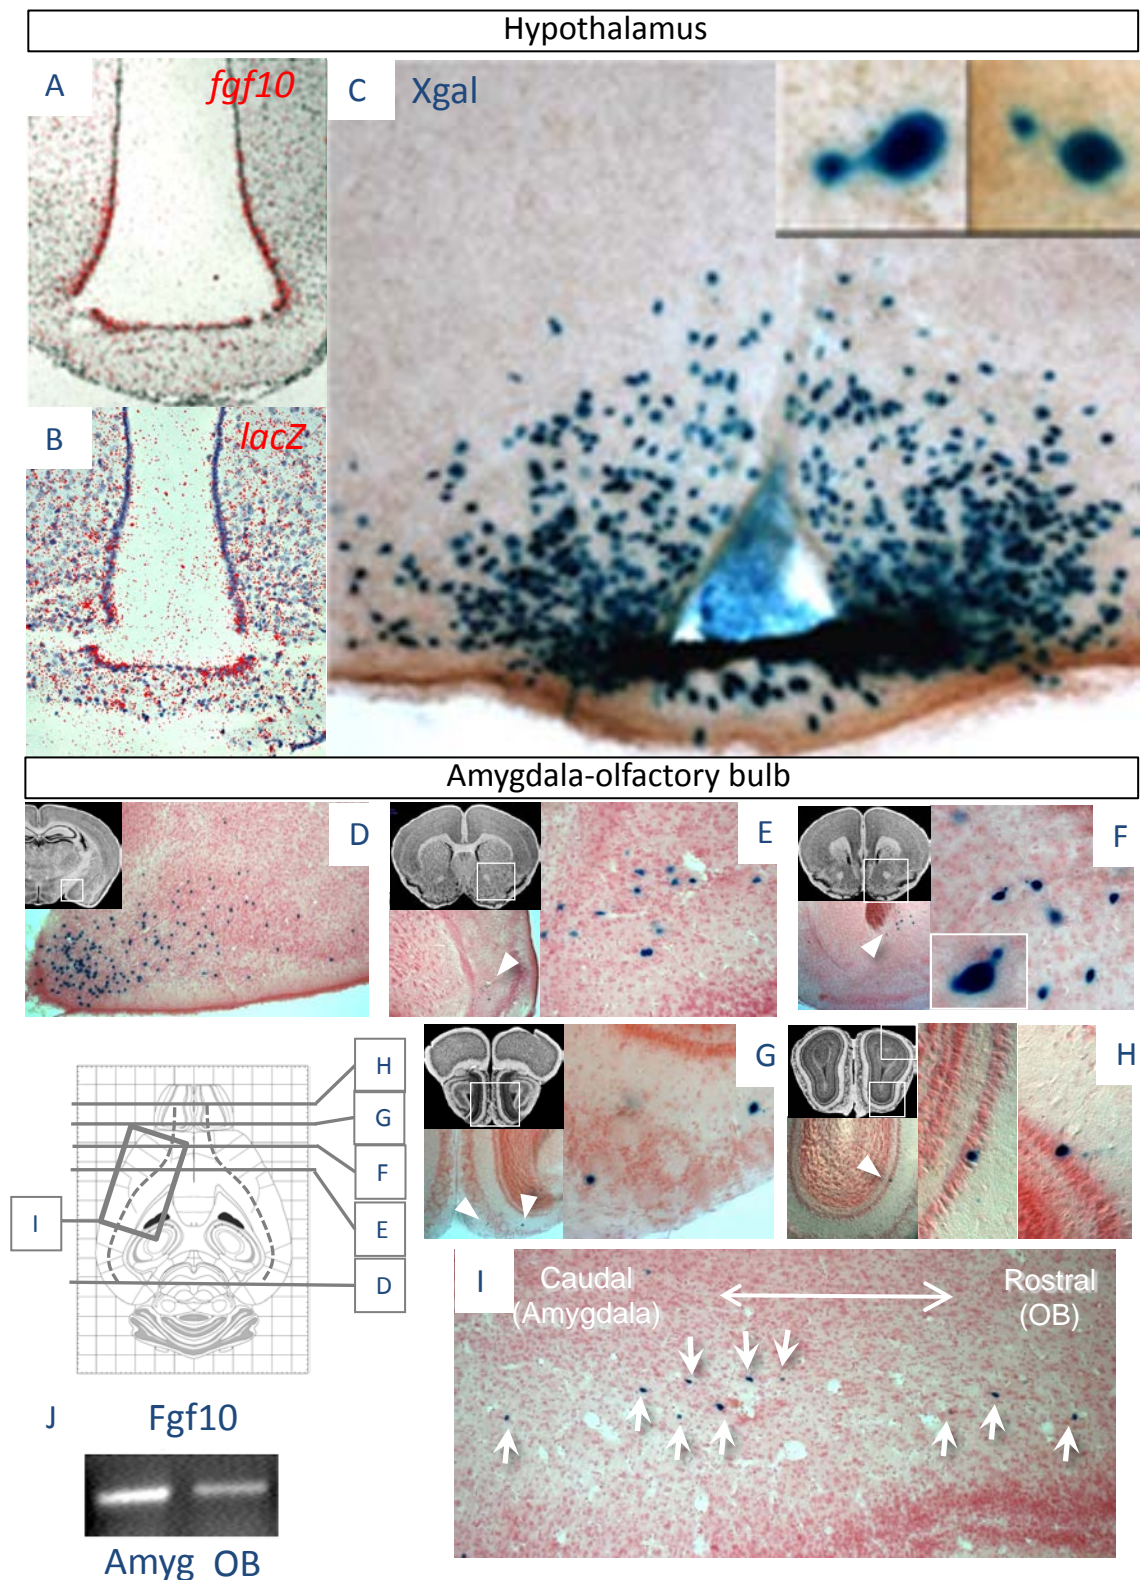 Hypothalamus
A
fgf10
C
Xgal
B
lacZ
Amygdala-olfactory bulb
D
E
F
G
H
H
G
F
E
D
I
I
Caudal
(Amygdala)
Rostral
(OB)
J
Fgf10
Amyg OB